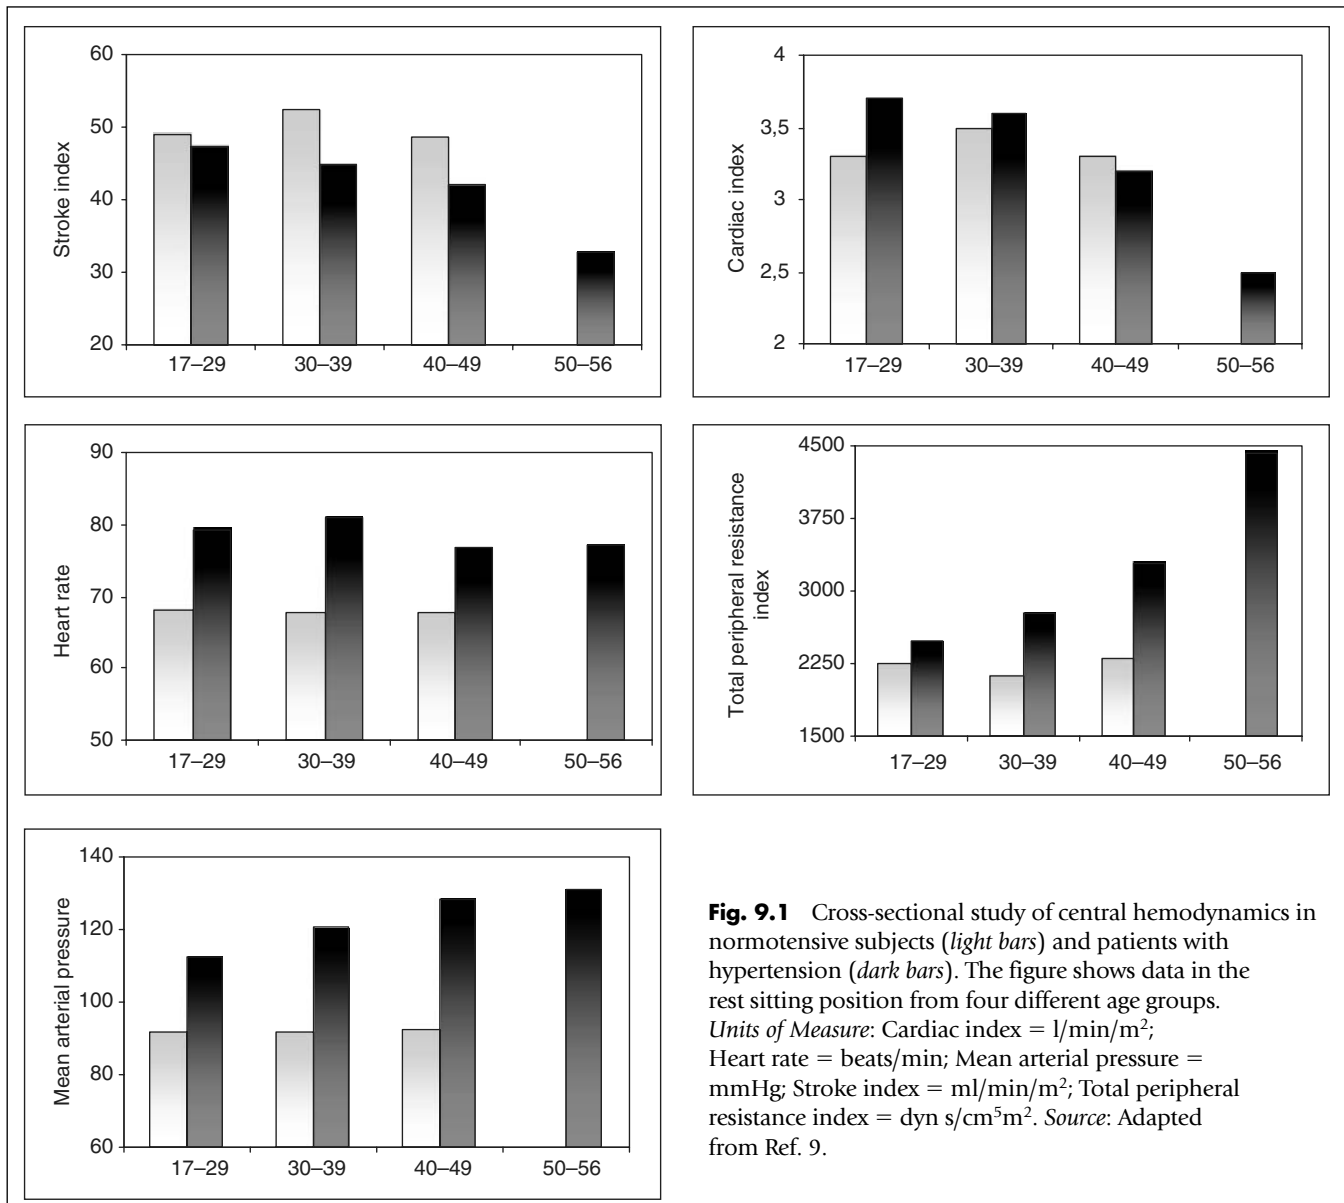 60
50
40
30
20
Stroke index
17–29 30–39 40–49 50–56
4
3,5
3
2,5
2
Cardiac index
17–29 30–39 40–49 50–56
90
80
70
60
50
Heart rate
17–29 30–39 40–49 50–56
4500
3750
3000
2250
1500
Total peripheral resistance
index
17–29 30–39 40–49 50–56
140
120
100
80
60
Mean arterial pressure
17–29 30–39 40–49 50–56
Fig. 9.1 Cross-sectional study of central hemodynamics in
normotensive subjects (light bars) and patients with
hypertension (dark bars). The figure shows data in the
rest sitting position from four different age groups.
Units of Measure: Cardiac index = l/min/m²;
Heart rate = beats/min; Mean arterial pressure =
mmHg; Stroke index = ml/min/m²; Total peripheral
resistance index = dyn s/cm⁵m². Source: Adapted
from Ref. 9.